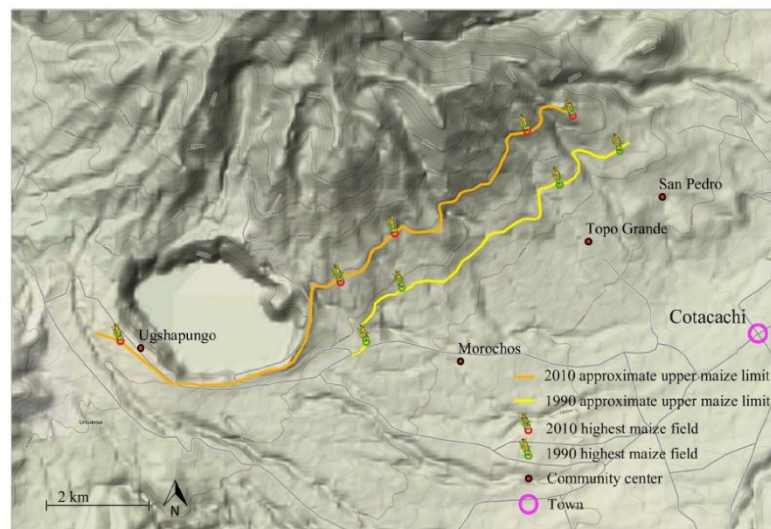 San Pedro
Topo Grande
Cotacachi
Ugshapungo
Morochos
2010 approximate upper maize limit
1990 approximate upper maize limit
2010 highest maize field
1990 highest maize field
Community center
Town
2 km
N